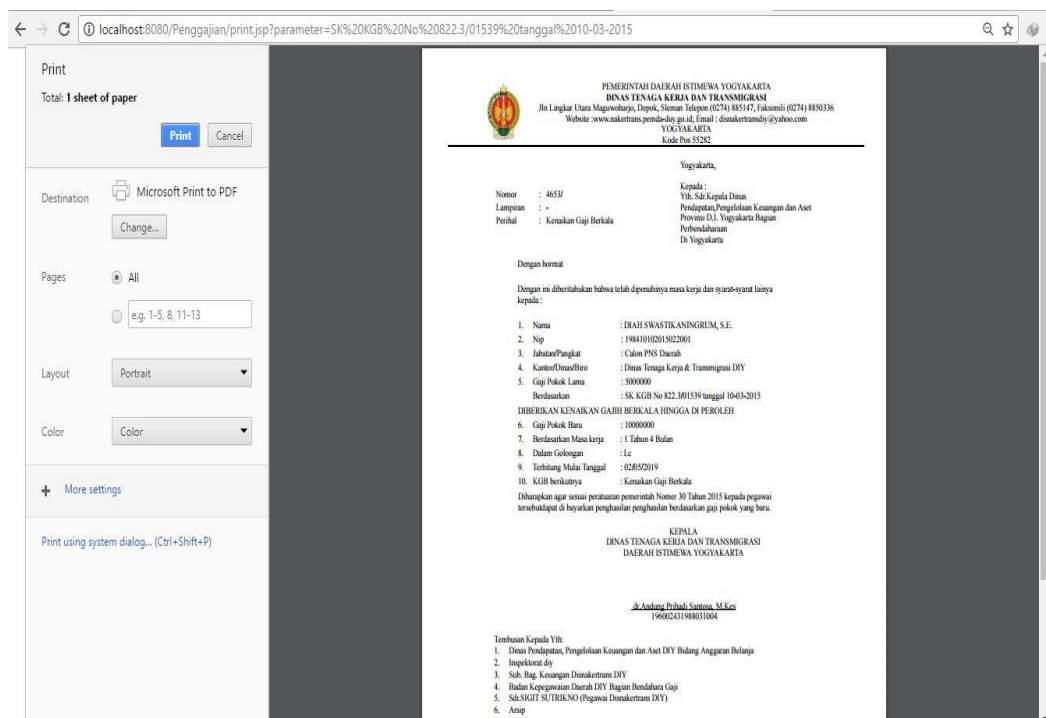 localhost:8080/Penggajian/print.jsp?parameter=SK%20KGB%20No%20822.3/01539%20tanggal%2010-03-2015
Print
Total: 1 sheet of paper
Print Cancel
Destination Microsoft Print to PDF
Change...
Pages All
e.g. 1-5, 8, 11-13
Layout Portrait
Color Color
More settings
Print using system dialog... (Ctrl+Shift+P)
PEMERINTAH DAERAH ISTIMEWA YOGYAKARTA
DINAS TENAGA KERJA DAN TRANSMIGRASI
Jln Lingkar Utara Maguwoharjo, Depok, Sleman Telepon (0274) 885147, Faksimili (0274) 8850336
Website :www.nakertrans.pemda-diy.go.id; Email : disnakertransdiy@yahoo.com
YOGYAKARTA
Kode Pos 55282
Yogyakarta,
Nomor : 4653/
Lampiran : -
Perihal : Kenaikan Gaji Berkala
Kepada :
Yth. Sdr.Kepala Dinas
Pendapatan,Pengelolaan Keuangan dan Aset
Provinsi D.I. Yogyakarta Bagian
Perbendaharaan
Di Yogyakarta
Dengan hormat
Dengan ini diberitahukan bahwa telah dipenuhinya masa kerja dan syarat-syarat lainya
kepada :
1. Nama : DIAH SWASTIKANINGRUM, S.E.
2. Nip : 198410102015022001
3. Jabatan/Pangkat : Calon PNS Daerah
4. Kantor/Dinas/Biro : Dinas Tenaga Kerja & Transmigrasi DIY
5. Gaji Pokok Lama : 5000000
Berdasarkan : SK KGB No 822.3/01539 tanggal 10-03-2015
DIBERIKAN KENAIKAN GAJIH BERKALA HINGGA DI PEROLEH
6. Gaji Pokok Baru : 10000000
7. Berdasarkan Masa kerja : 1 Tahun 4 Bulan
8. Dalam Golongan : I.c
9. Terhitung Mulai Tanggal : 02/05/2019
10. KGB berikutnya : Kenaikan Gaji Berkala
Diharapkan agar sesuai peratuaran pemerintah Nomer 30 Tahun 2015 kepada pegawai
tersebutdapat di buyarkan penghasilan penghasilan berdasarkan gaji pokok yang baru.
KEPALA
DINAS TENAGA KERJA DAN TRANSMIGRASI
DAERAH ISTIMEWA YOGYAKARTA
dr.Andung Prihadi Santosa, M.Kes
196002431988031004
Tembusan Kepada Yth:
1. Dinas Pendapatan, Pengelolaan Keuangan dan Aset DIY Bidang Anggaran Belanja
2. Inspektorat diy
3. Sub. Bag. Keuangan Disnakertrans DIY
4. Badan Kepegawaian Daerah DIY Bagian Bendahara Gaji
5. Sdr.SIGIT SUTRIKNO (Pegawai Disnakertrans DIY)
6. Arsip